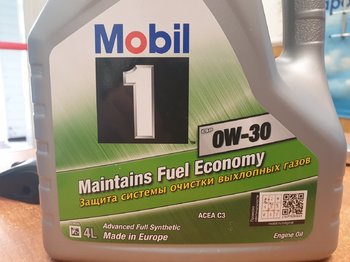 Mobil
1
ESP
0W-30
Maintains Fuel Economy
Защита системы очистки выхлопных газов
4L
Advanced Full Synthetic
Made in Europe
ACEA C3
Engine Oil